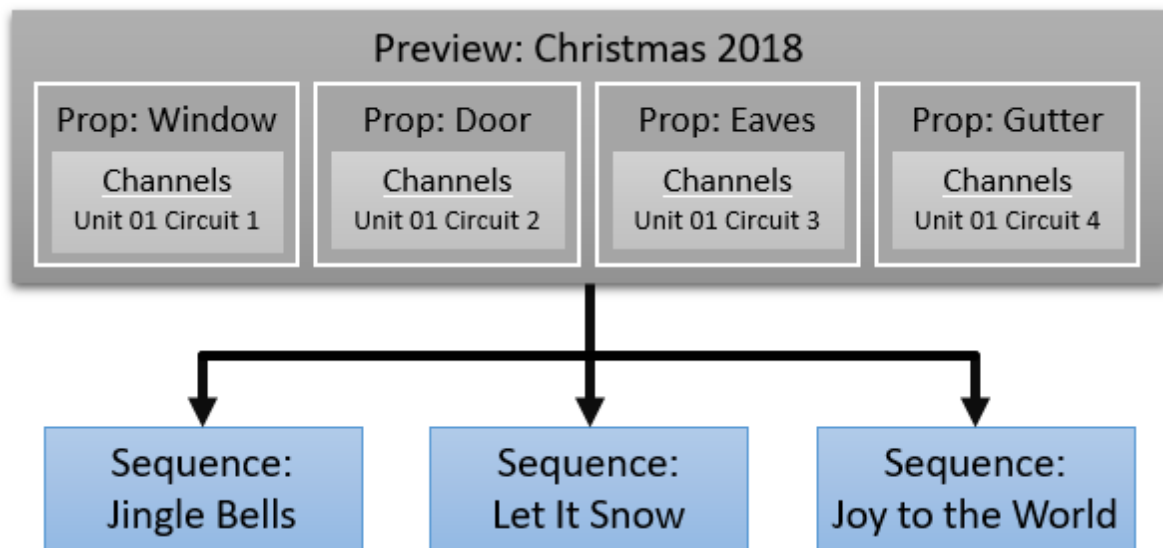 Preview: Christmas 2018
Prop: Window
Channels
Unit 01 Circuit 1
Prop: Door
Channels
Unit 01 Circuit 2
Prop: Eaves
Channels
Unit 01 Circuit 3
Prop: Gutter
Channels
Unit 01 Circuit 4
Sequence:
Jingle Bells
Sequence:
Let It Snow
Sequence:
Joy to the World